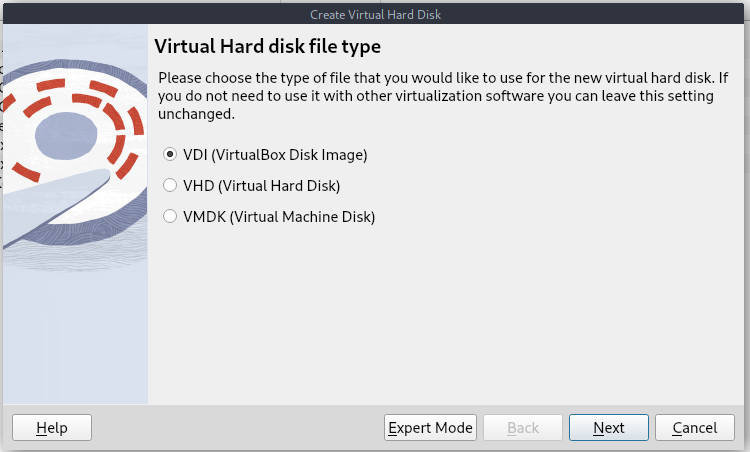 Create Virtual Hard Disk
Virtual Hard disk file type
Please choose the type of file that you would like to use for the new virtual hard disk. If
you do not need to use it with other virtualization software you can leave this setting
unchanged.
VDI (VirtualBox Disk Image)
VHD (Virtual Hard Disk)
VMDK (Virtual Machine Disk)
Help
Expert Mode
Back
Next
Cancel